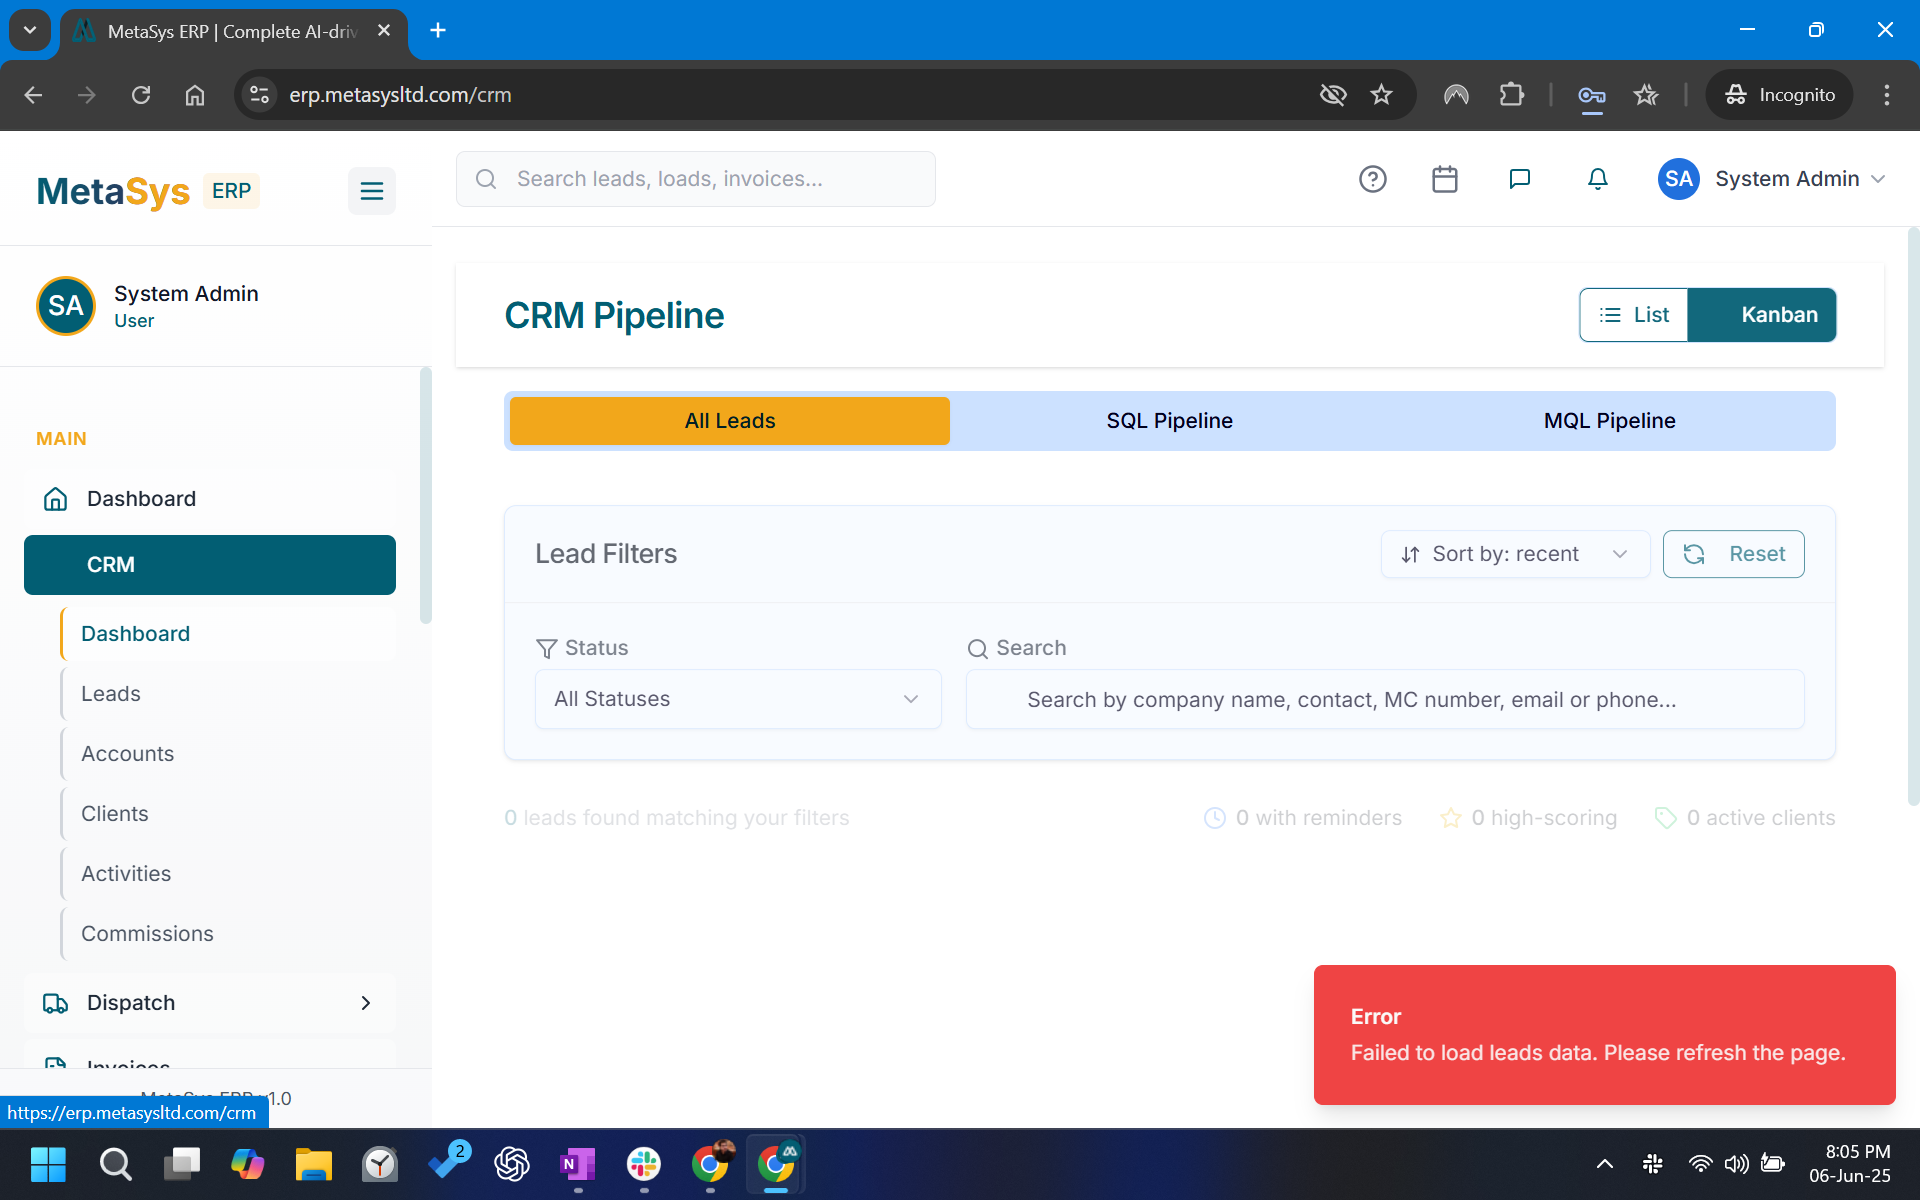 MetaSys ERP | Complete AI-driv
erp.metasysltd.com/crm
Incognito
MetaSys ERP
Search leads, loads, invoices...
SA System Admin
SA
System Admin
User
CRM Pipeline
List
Kanban
All Leads
SQL Pipeline
MQL Pipeline
MAIN
Dashboard
CRM
Dashboard
Leads
Accounts
Clients
Activities
Commissions
Dispatch
Invoices
Lead Filters
Sort by: recent
Reset
Status
All Statuses
Search
Search by company name, contact, MC number, email or phone...
0 leads found matching your filters
0 with reminders
0 high-scoring
0 active clients
Error
Failed to load leads data. Please refresh the page.
MetaSys ERP v1.0
https://erp.metasysltd.com/crm
2
N
8:05 PM
06-Jun-25